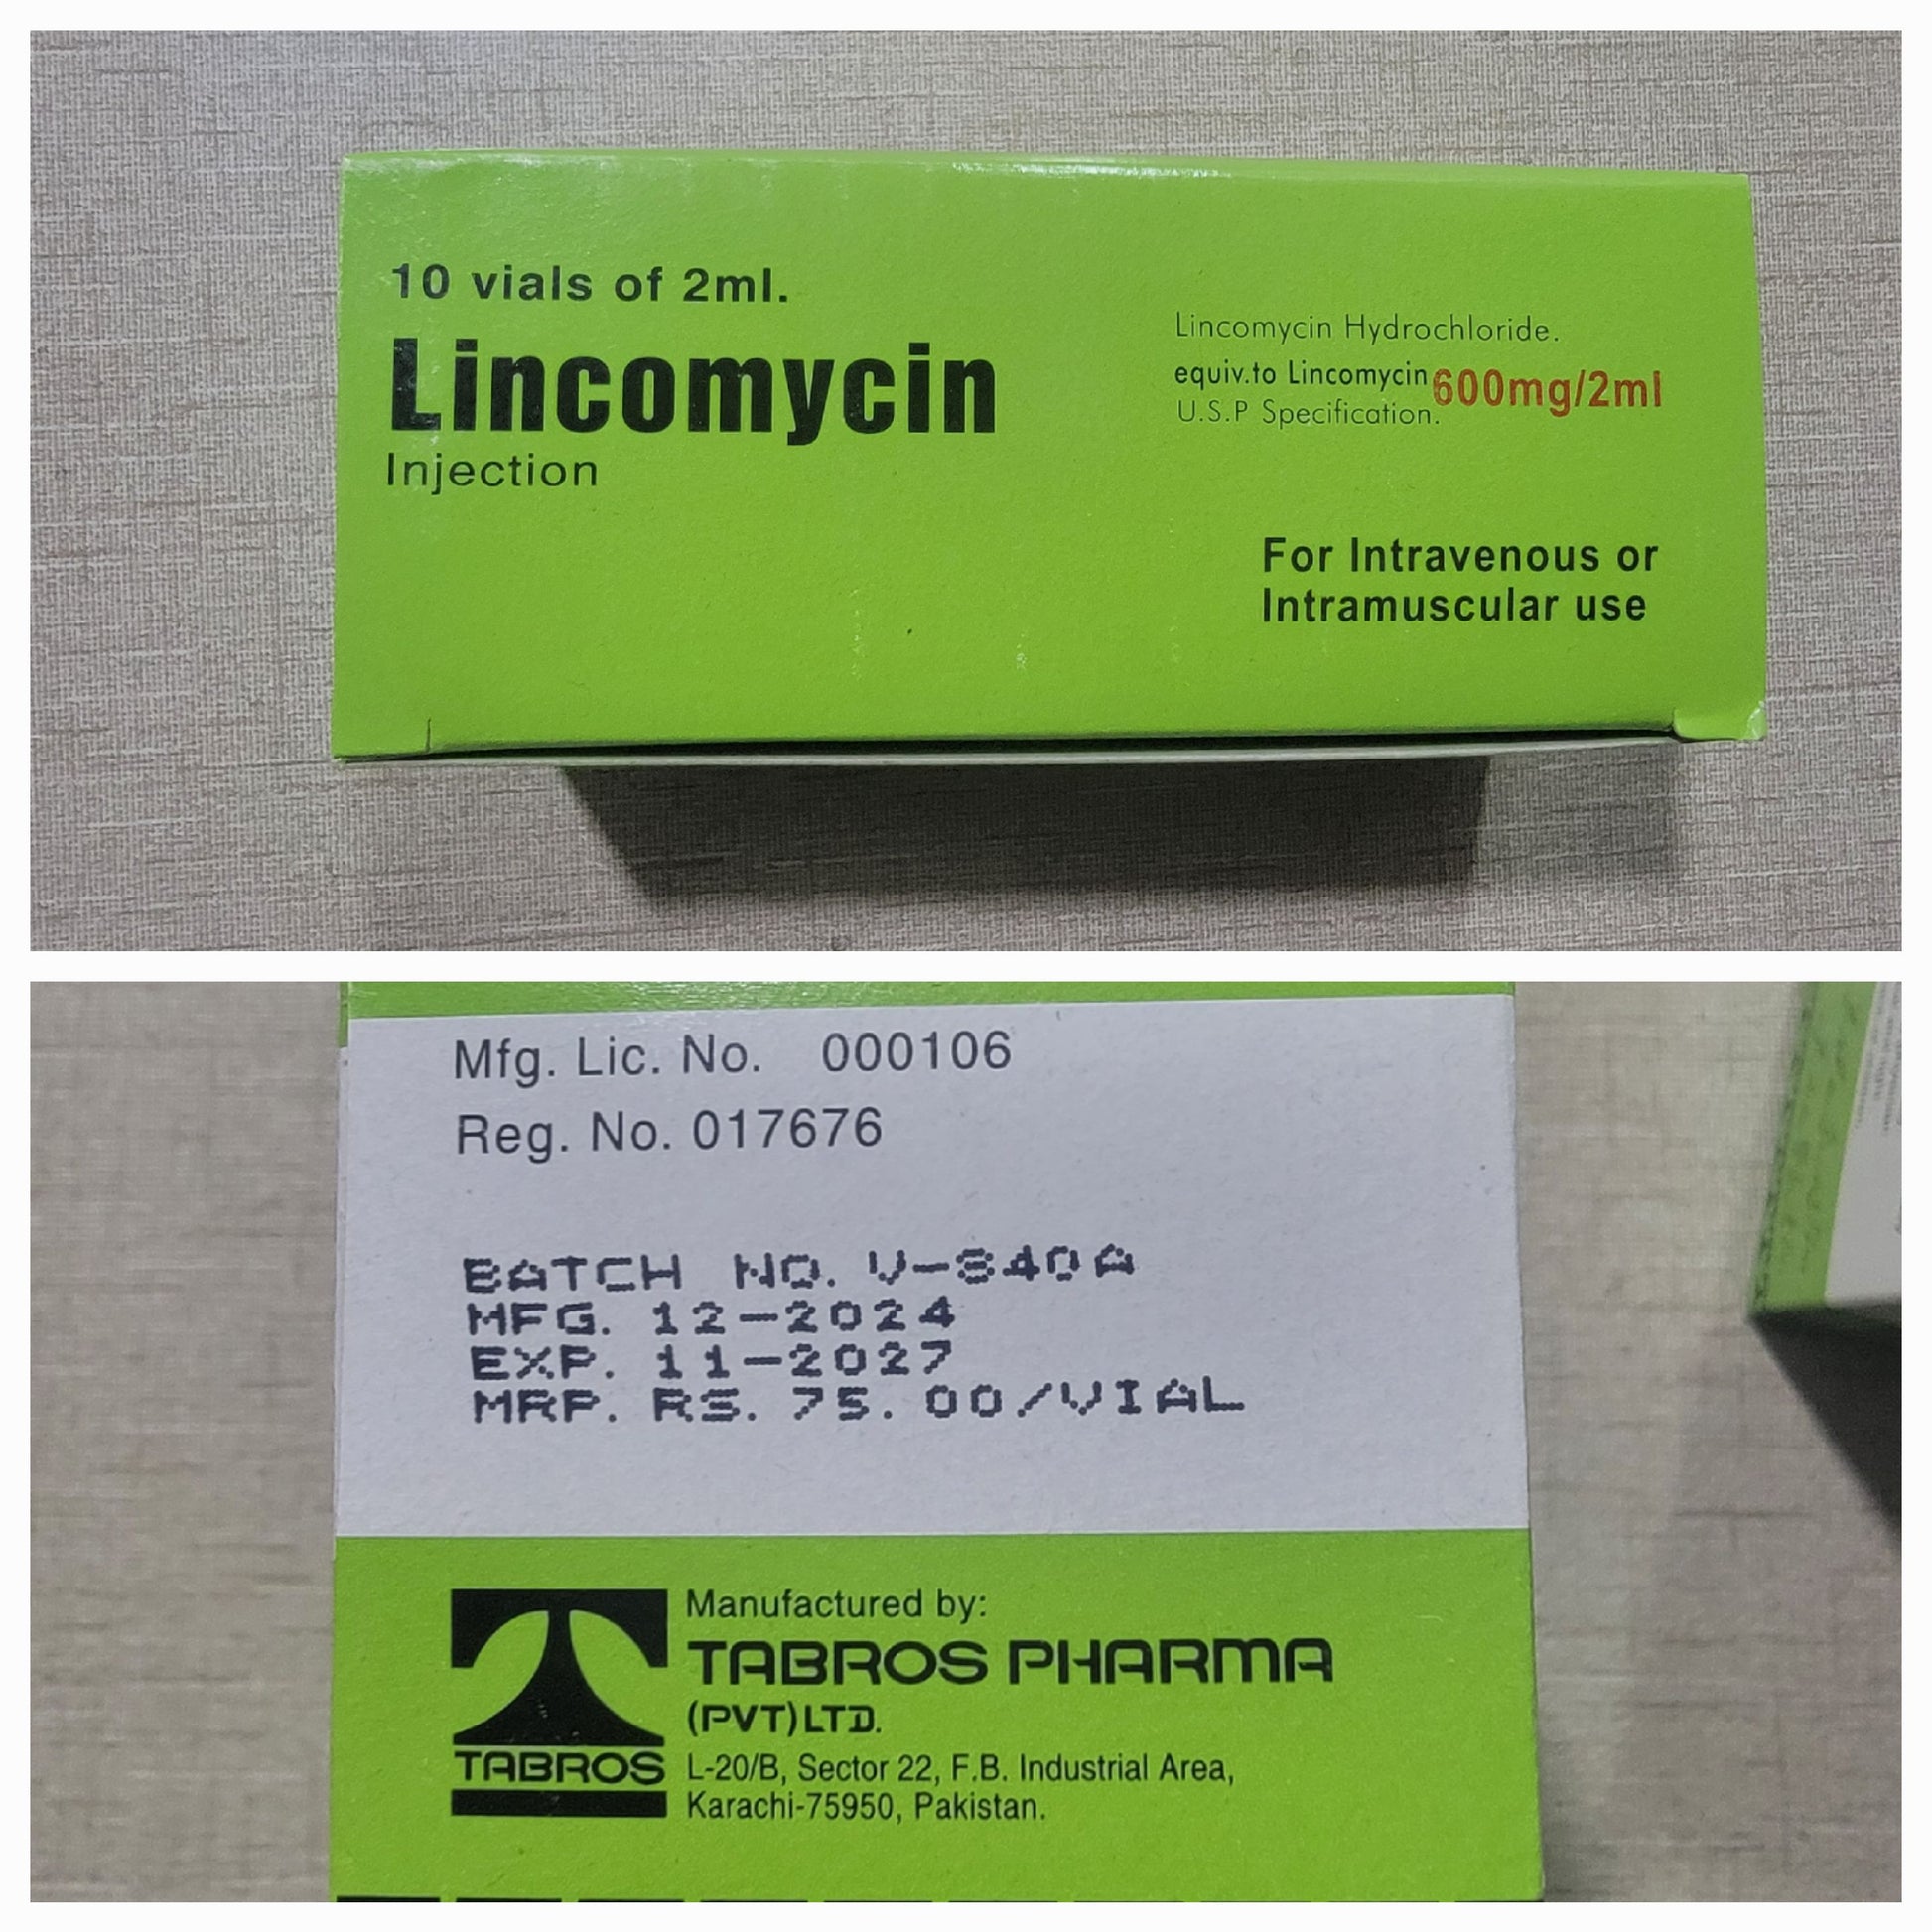 10 vials of 2ml.
Lincomycin
Injection
Lincomycin Hydrochloride.
equiv.to Lincomycin 600mg/2ml
U.S.P Specification.
For Intravenous or
Intramuscular use
Mfg. Lic. No. 000106
Reg. No. 017676
BATCH NO. V-840A
MFG. 12-2024
EXP. 11-2027
MRP. RS. 75.00/VIAL
TABROS
Manufactured by:
TABROS PHARMA
(PVT)LTD.
L-20/B, Sector 22, F.B. Industrial Area,
Karachi-75950, Pakistan.